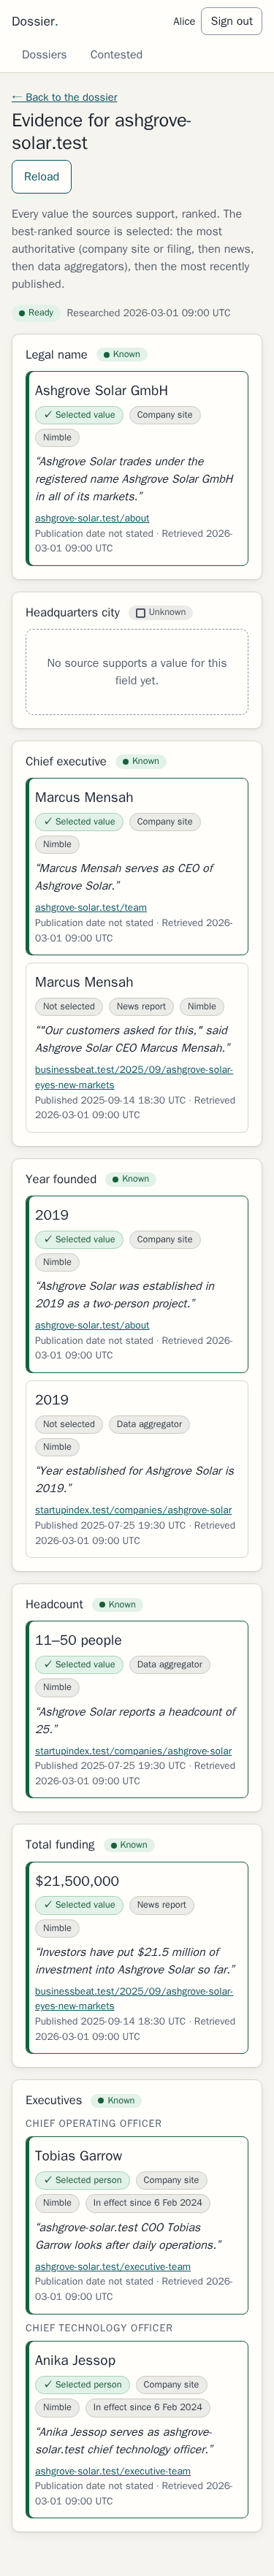 Dossier.
Alice
Sign out
Dossiers
Contested
← Back to the dossier
Evidence for ashgrove-
solar.test
Reload
Every value the sources support, ranked. The
best-ranked source is selected: the most
authoritative (company site or filing, then news,
then data aggregators), then the most recently
published.
Ready
Researched 2026-03-01 09:00 UTC
Legal name
Known
Ashgrove Solar GmbH
✓ Selected value
Company site
Nimble
“Ashgrove Solar trades under the
registered name Ashgrove Solar GmbH
in all of its markets.”
ashgrove-solar.test/about
Publication date not stated · Retrieved 2026-
03-01 09:00 UTC
Headquarters city
Unknown
No source supports a value for this
field yet.
Chief executive
Known
Marcus Mensah
✓ Selected value
Company site
Nimble
“Marcus Mensah serves as CEO of
Ashgrove Solar.”
ashgrove-solar.test/team
Publication date not stated · Retrieved 2026-
03-01 09:00 UTC
Marcus Mensah
Not selected
News report
Nimble
“"Our customers asked for this," said
Ashgrove Solar CEO Marcus Mensah.”
businessbeat.test/2025/09/ashgrove-solar-
eyes-new-markets
Published 2025-09-14 18:30 UTC · Retrieved
2026-03-01 09:00 UTC
Year founded
Known
2019
✓ Selected value
Company site
Nimble
“Ashgrove Solar was established in
2019 as a two-person project.”
ashgrove-solar.test/about
Publication date not stated · Retrieved 2026-
03-01 09:00 UTC
2019
Not selected
Data aggregator
Nimble
“Year established for Ashgrove Solar is
2019.”
startupindex.test/companies/ashgrove-solar
Published 2025-07-25 19:30 UTC · Retrieved
2026-03-01 09:00 UTC
Headcount
Known
11–50 people
✓ Selected value
Data aggregator
Nimble
“Ashgrove Solar reports a headcount of
25.”
startupindex.test/companies/ashgrove-solar
Published 2025-07-25 19:30 UTC · Retrieved
2026-03-01 09:00 UTC
Total funding
Known
$21,500,000
✓ Selected value
News report
Nimble
“Investors have put $21.5 million of
investment into Ashgrove Solar so far.”
businessbeat.test/2025/09/ashgrove-solar-
eyes-new-markets
Published 2025-09-14 18:30 UTC · Retrieved
2026-03-01 09:00 UTC
Executives
Known
CHIEF OPERATING OFFICER
Tobias Garrow
✓ Selected person
Company site
Nimble
In effect since 6 Feb 2024
“ashgrove-solar.test COO Tobias
Garrow looks after daily operations.”
ashgrove-solar.test/executive-team
Publication date not stated · Retrieved 2026-
03-01 09:00 UTC
CHIEF TECHNOLOGY OFFICER
Anika Jessop
✓ Selected person
Company site
Nimble
In effect since 6 Feb 2024
“Anika Jessop serves as ashgrove-
solar.test chief technology officer.”
ashgrove-solar.test/executive-team
Publication date not stated · Retrieved 2026-
03-01 09:00 UTC